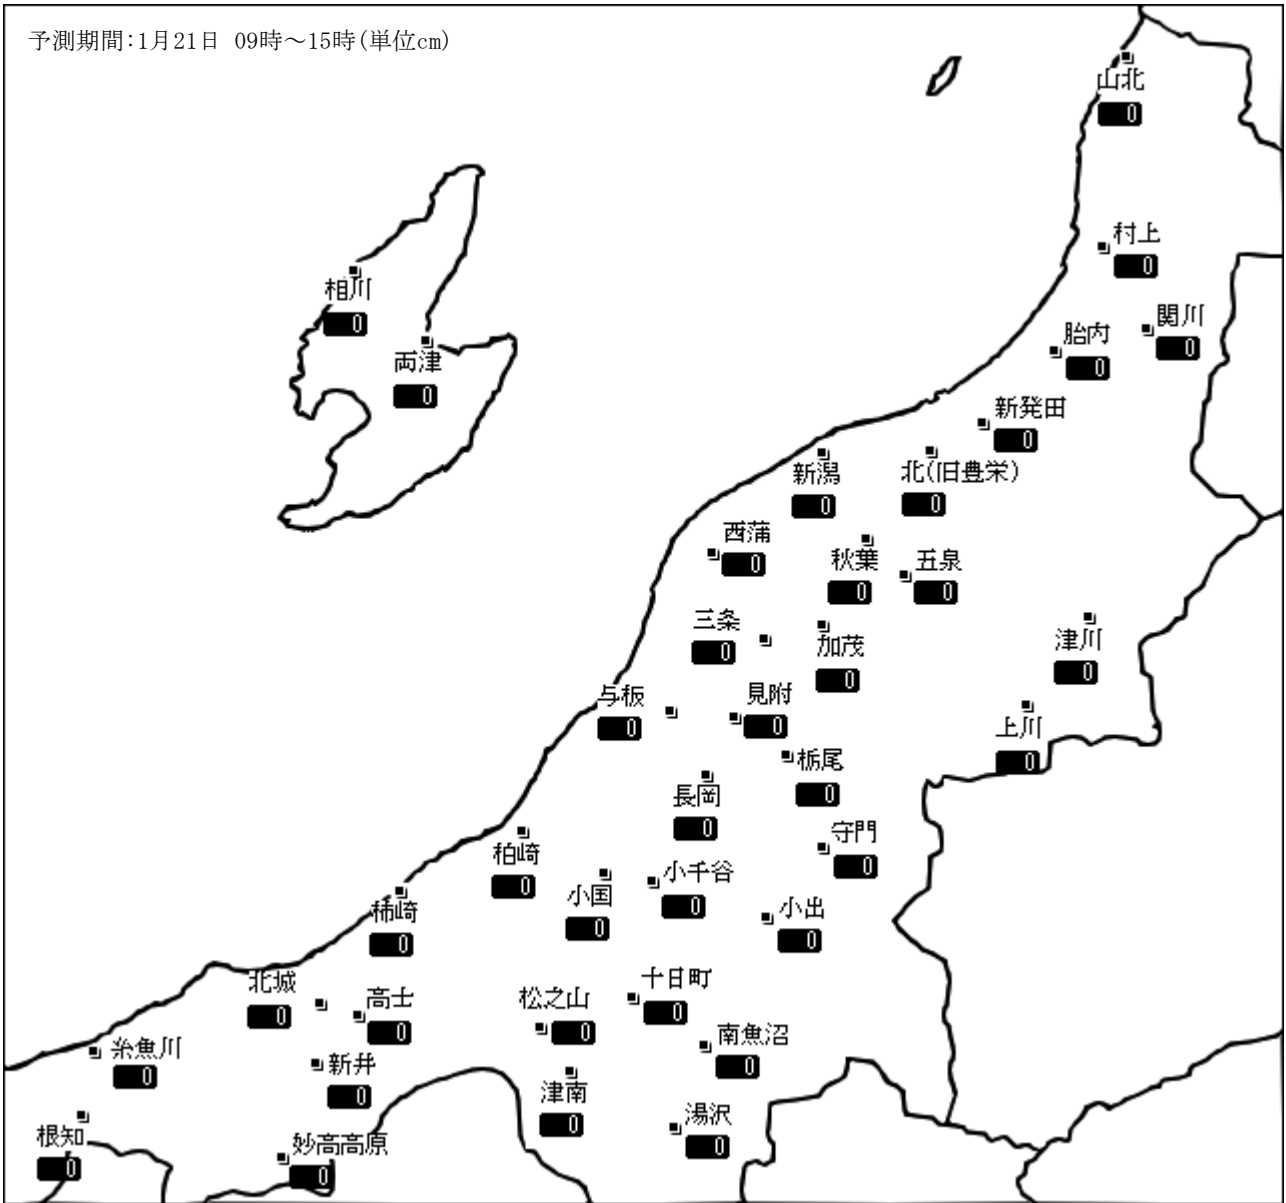 予測期間:1月21日 09時～15時(単位cm)
山北
0
村上
0
相川
0
関川
0
胎内
0
両津
0
新発田
0
新潟
0
北(旧豊栄)
0
西蒲
0
秋葉
0
五泉
0
三条
0
加茂
0
津川
0
与板
0
見附
0
上川
0
栃尾
0
長岡
0
守門
0
柏崎
0
小国
0
小千谷
0
小出
0
柿崎
0
北城
0
高士
0
松之山
0
十日町
0
南魚沼
0
糸魚川
0
新井
0
津南
0
湯沢
0
根知
0
妙高高原
0